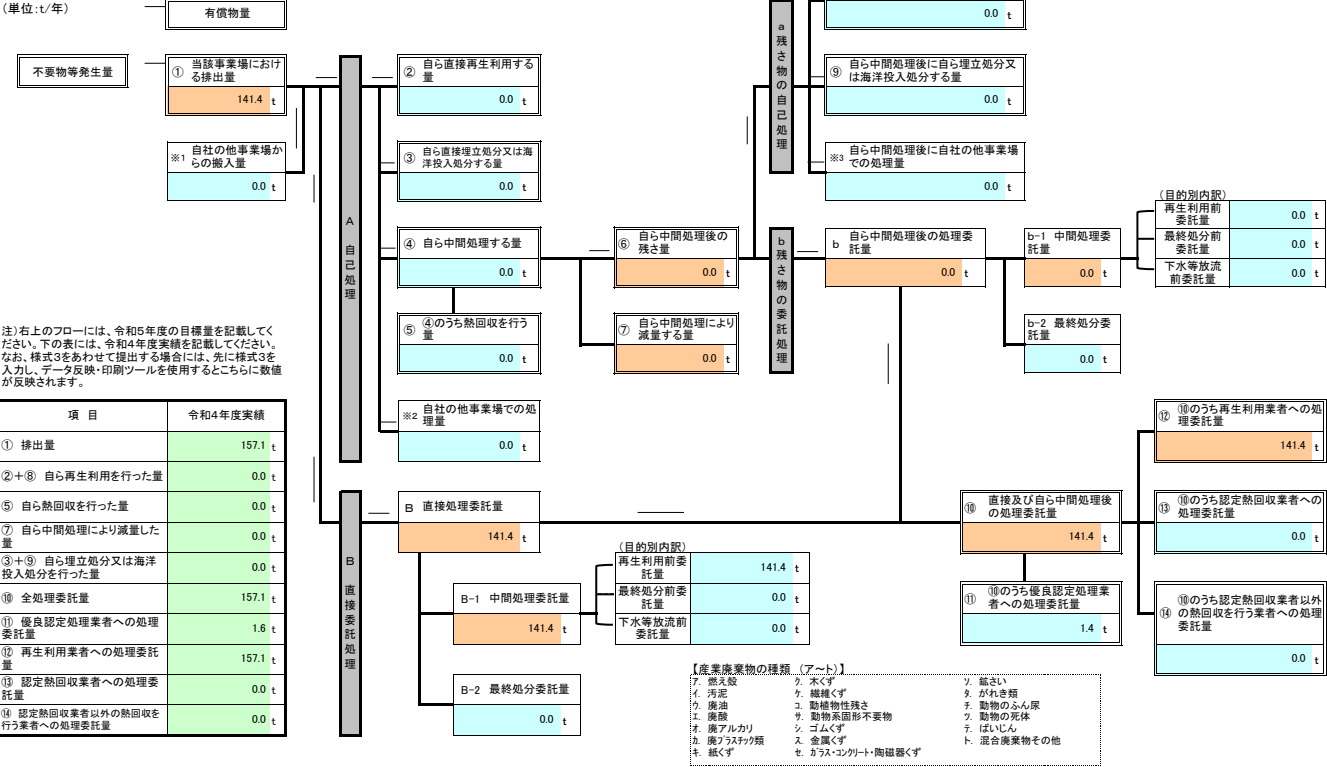 (単位:t/年)
有償物量
不要物等発生量
① 当該事業場におけ
る排出量
141.4 t
※1 自社の他事業場か
らの搬入量
0.0 t
A 自己処理
② 自ら直接再生利用する
量
0.0 t
③ 自ら直接埋立処分又は海
洋投入処分する量
0.0 t
④ 自ら中間処理する量
0.0 t
⑤ ④のうち熱回収を行う
量
0.0 t
※2 自社の他事業場での処
理量
0.0 t
⑥ 自ら中間処理後の
残さ量
0.0 t
⑦ 自ら中間処理により
減量する量
0.0 t
a 残さ物の自己処理
0.0 t
⑨ 自ら中間処理後に自ら埋立処分又
は海洋投入処分する量
0.0 t
※3 自ら中間処理後に自社の他事業場
での処理量
0.0 t
b 残さ物の委託処理
b 自ら中間処理後の処理委
託量
0.0 t
b-1 中間処理委
託量
0.0 t
b-2 最終処分委
託量
0.0 t
(目的別内訳)
再生利用前
委託量
0.0 t
最終処分前
委託量
0.0 t
下水等放流
前委託量
0.0 t
注)右上のフローには、令和5年度の目標量を記載してく
ださい。下の表には、令和4年度実績を記載してください。
なお、様式3をあわせて提出する場合には、先に様式3を
入力し、データ反映・印刷ツールを使用するとこちらに数値
が反映されます。
項 目 令和4年度実績
① 排出量 157.1 t
②+⑧ 自ら再生利用を行った量 0.0 t
⑤ 自ら熱回収を行った量 0.0 t
⑦ 自ら中間処理により減量した
量 0.0 t
③+⑨ 自ら埋立処分又は海洋
投入処分を行った量 0.0 t
⑩ 全処理委託量 157.1 t
⑪ 優良認定処理業者への処理
委託量 1.6 t
⑫ 再生利用業者への処理委託
量 157.1 t
⑬ 認定熱回収業者への処理委
託量 0.0 t
⑭ 認定熱回収業者以外の熱回収を
行う業者への処理委託量 0.0 t
B 直接委託処理
B 直接処理委託量
141.4 t
B-1 中間処理委託量
141.4 t
B-2 最終処分委託量
0.0 t
(目的別内訳)
再生利用前委
託量
141.4 t
最終処分前委
託量
0.0 t
下水等放流前
委託量
0.0 t
⑩ 直接及び自ら中間処理後
の処理委託量
141.4 t
⑪ ⑩のうち優良認定処理業
者への処理委託量
1.4 t
⑫ ⑩のうち再生利用業者への処
理委託量
141.4 t
⑬ ⑩のうち認定熱回収業者への
処理委託量
0.0 t
⑭ ⑩のうち認定熱回収業者以外
の熱回収を行う業者への処理
委託量
0.0 t
【産業廃棄物の種類 (ア~ト)】
ア. 燃え殻 ク. 木くず ソ. 鉱さい
イ. 汚泥 ケ. 繊維くず タ. がれき類
ウ. 廃油 コ. 動植物性残さ チ. 動物のふん尿
エ. 廃酸 サ. 動物系固形不要物 ツ. 動物の死体
オ. 廃アルカリ シ. ゴムくず テ. ばいじん
カ. 廃プラスチック類 ス. 金属くず ト. 混合廃棄物その他
キ. 紙くず セ. ガラス・コンクリート・陶磁器くず